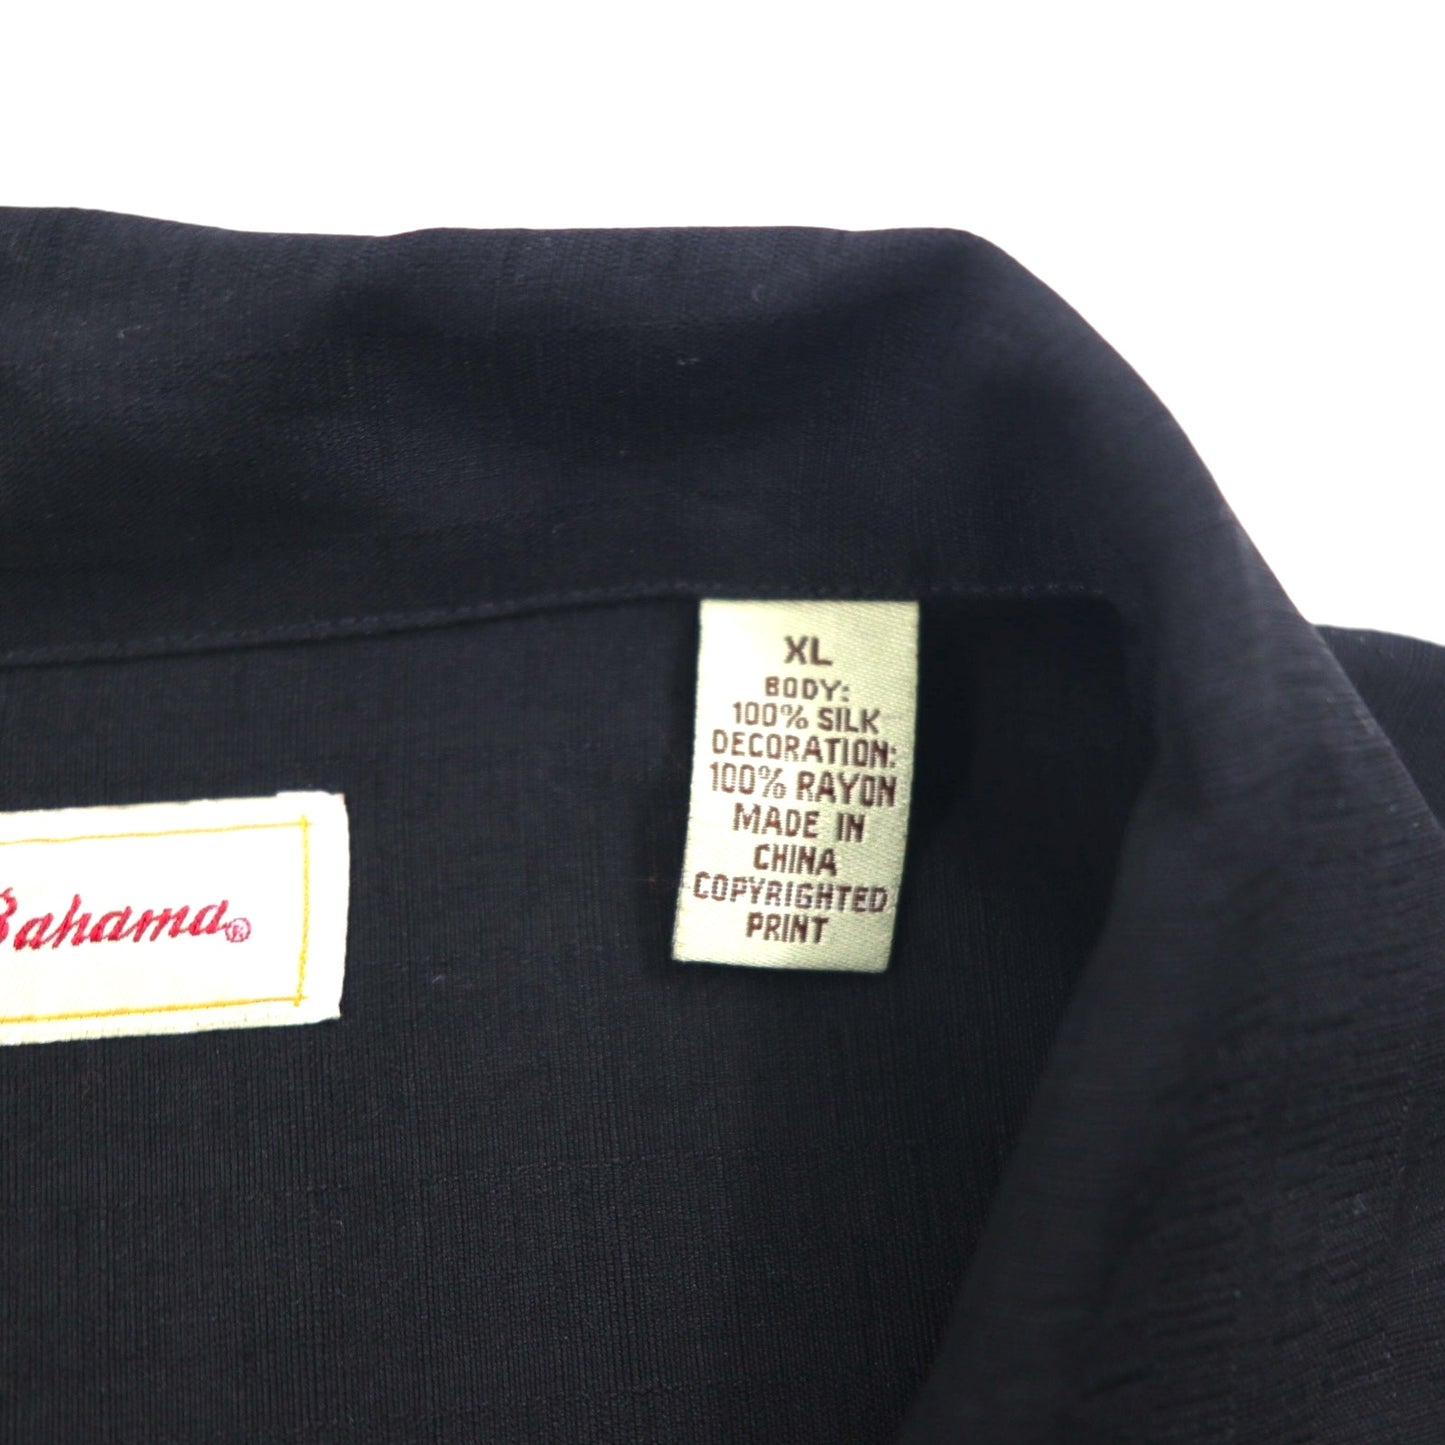 Bahama®
XL
BODY:
100% SILK
DECORATION:
100% RAYON
MADE IN
CHINA
COPYRIGHTED
PRINT